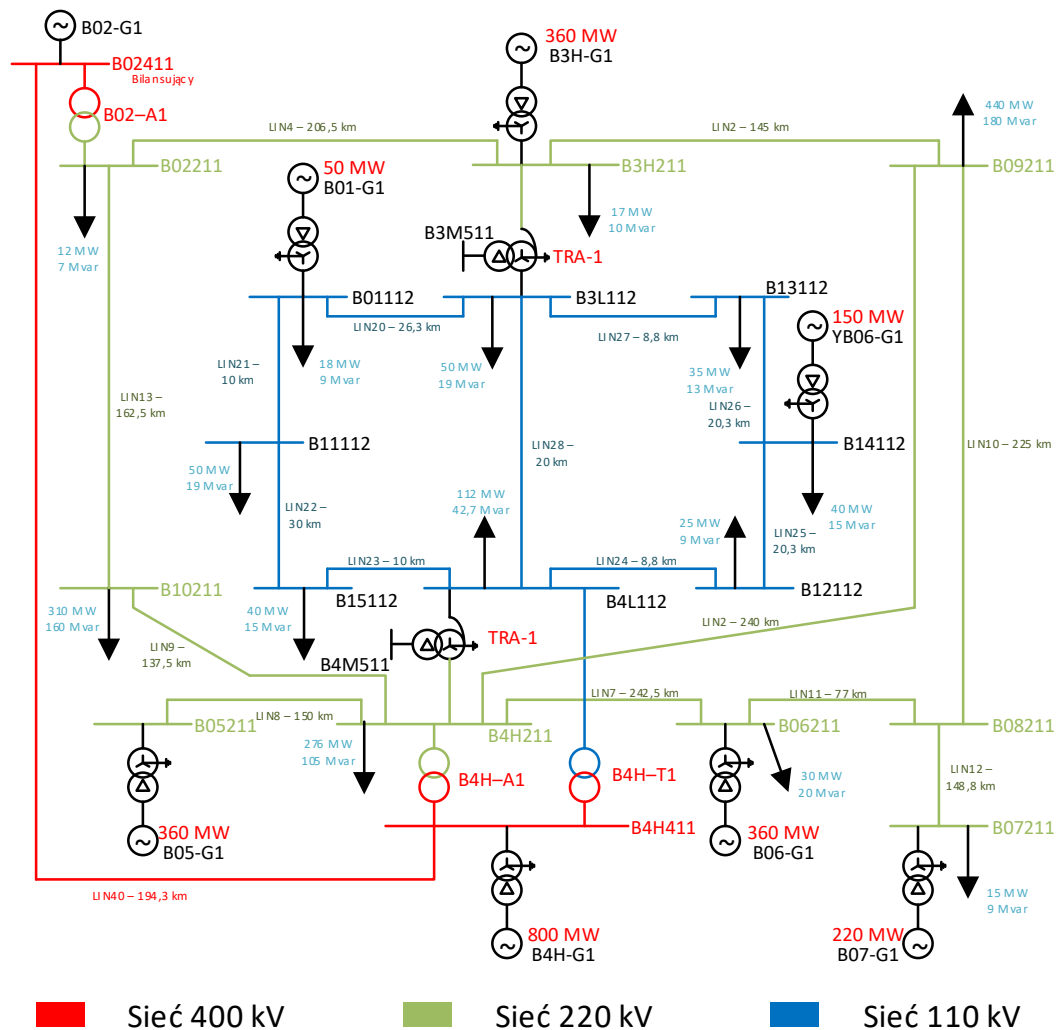 B02-G1
B02411
Bilansujący
B02–A1
360 MW
B3H-G1
440 MW
180 Mvar
LIN4 – 206,5 km
LIN2 – 145 km
B02211
B3H211
B09211
50 MW
B01-G1
17 MW
10 Mvar
12 MW
7 Mvar
B3M511
TRA-1
B01112
B3L112
B13112
LIN20 – 26,3 km
LIN27 – 8,8 km
150 MW
YB06-G1
LIN21 –
10 km
18 MW
9 Mvar
50 MW
19 Mvar
35 MW
13 Mvar
LIN13 –
162,5 km
LIN26 –
20,3 km
B11112
LIN28 –
20 km
B14112
LIN10 – 225 km
50 MW
19 Mvar
LIN22 –
30 km
112 MW
42,7 Mvar
25 MW
9 Mvar
40 MW
15 Mvar
LIN25 –
20,3 km
LIN23 – 10 km
LIN24 – 8,8 km
B10211
B15112
B4L112
B12112
310 MW
160 Mvar
40 MW
15 Mvar
LIN2 – 240 km
TRA-1
LIN9 –
137,5 km
B4M511
LIN7 – 242,5 km
LIN11 – 77 km
B05211
LIN8 – 150 km
B4H211
B06211
B08211
276 MW
105 Mvar
B4H–A1
B4H–T1
30 MW
20 Mvar
LIN12 –
148,8 km
360 MW
B05-G1
B4H411
360 MW
B06-G1
B07211
LIN40 – 194,3 km
15 MW
9 Mvar
800 MW
B4H-G1
220 MW
B07-G1
Sieć 400 kV
Sieć 220 kV
Sieć 110 kV